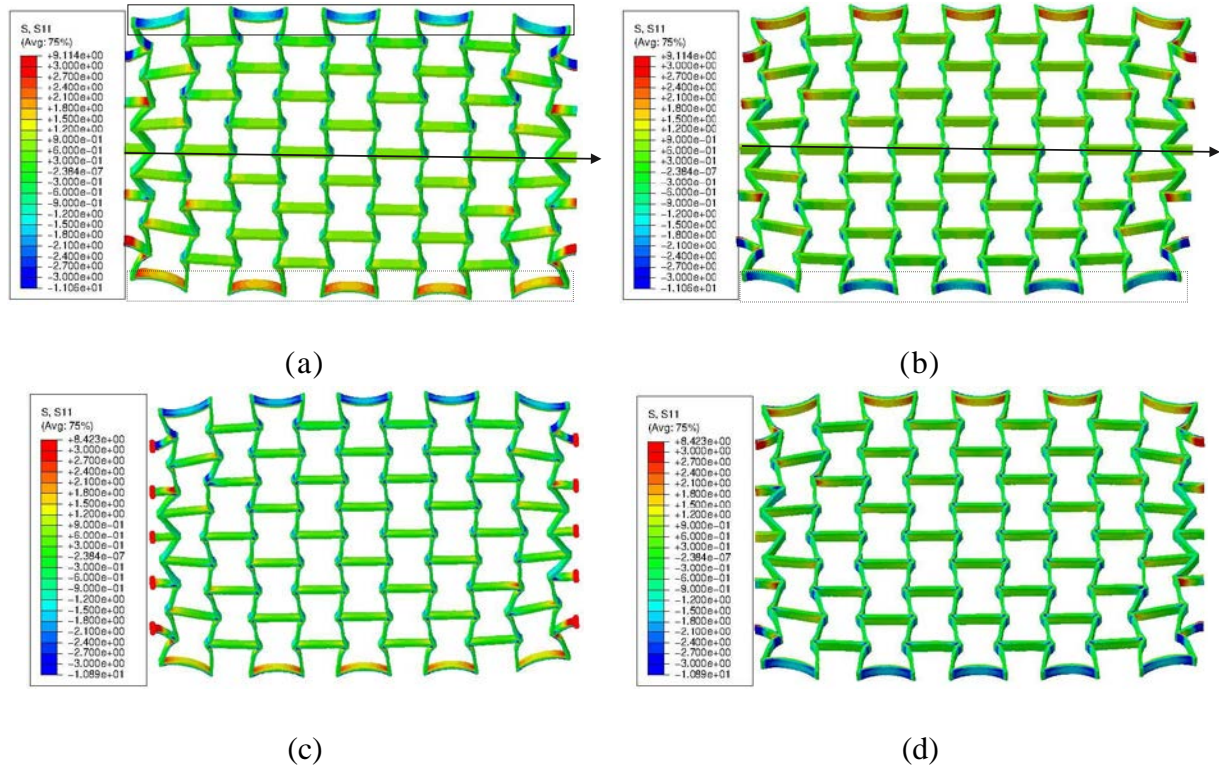 S, S11
(Avg: 75%)
+9.114e+00
+3.000e+00
+2.700e+00
+2.400e+00
+2.100e+00
+1.800e+00
+1.500e+00
+1.200e+00
+9.000e-01
+6.000e-01
+3.000e-01
-2.384e-07
-3.000e-01
-6.000e-01
-9.000e-01
-1.200e+00
-1.500e+00
-1.800e+00
-2.100e+00
-2.400e+00
-2.700e+00
-3.000e+00
-1.106e+01
(a)
S, S11
(Avg: 75%)
+9.114e+00
+3.000e+00
+2.700e+00
+2.400e+00
+2.100e+00
+1.800e+00
+1.500e+00
+1.200e+00
+9.000e-01
+6.000e-01
+3.000e-01
-2.384e-07
-3.000e-01
-6.000e-01
-9.000e-01
-1.200e+00
-1.500e+00
-1.800e+00
-2.100e+00
-2.400e+00
-2.700e+00
-3.000e+00
-1.106e+01
(b)
S, S11
(Avg: 75%)
+8.423e+00
+3.000e+00
+2.700e+00
+2.400e+00
+2.100e+00
+1.800e+00
+1.500e+00
+1.200e+00
+9.000e-01
+6.000e-01
+3.000e-01
-2.384e-07
-3.000e-01
-6.000e-01
-9.000e-01
-1.200e+00
-1.500e+00
-1.800e+00
-2.100e+00
-2.400e+00
-2.700e+00
-3.000e+00
-1.089e+01
(c)
S, S11
(Avg: 75%)
+8.423e+00
+3.000e+00
+2.700e+00
+2.400e+00
+2.100e+00
+1.800e+00
+1.500e+00
+1.200e+00
+9.000e-01
+6.000e-01
+3.000e-01
-2.384e-07
-3.000e-01
-6.000e-01
-9.000e-01
-1.200e+00
-1.500e+00
-1.800e+00
-2.100e+00
-2.400e+00
-2.700e+00
-3.000e+00
-1.089e+01
(d)